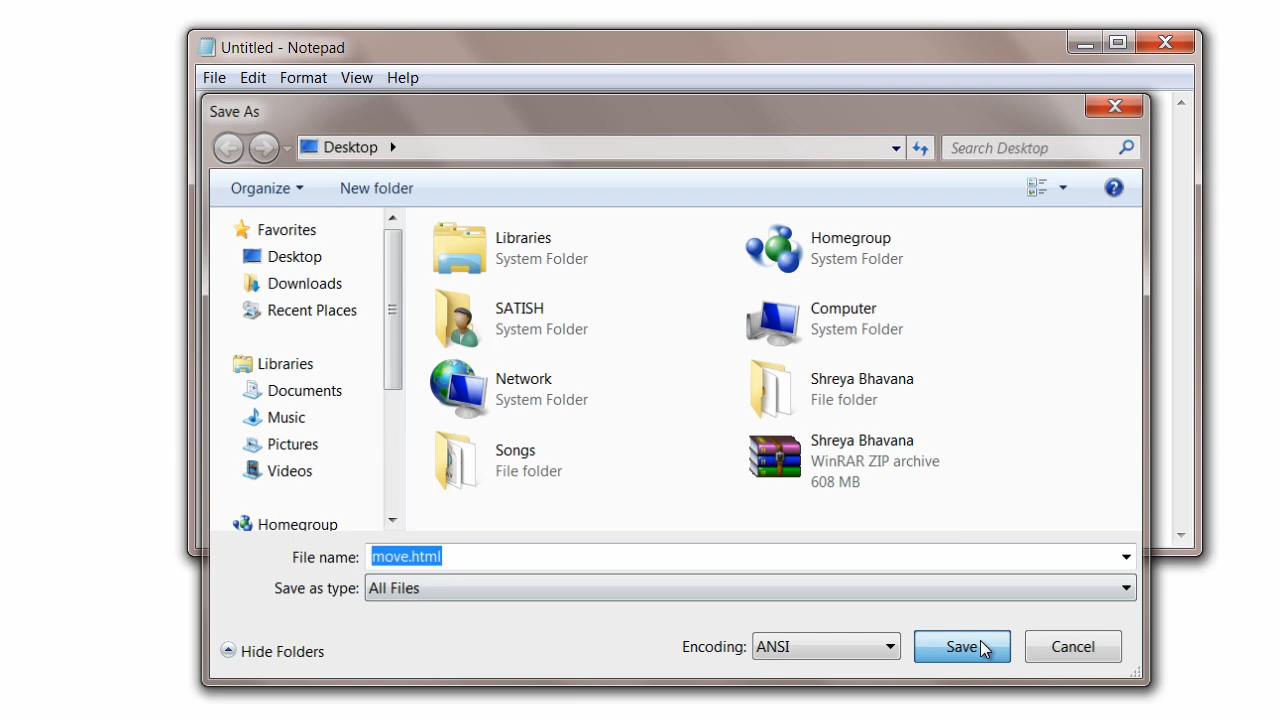 Untitled - Notepad
File Edit Format View Help
Save As
Desktop
Search Desktop
Organize New folder
Favorites
Desktop
Downloads
Recent Places
Libraries
Documents
Music
Pictures
Videos
Homegroup
Libraries
System Folder
Homegroup
System Folder
SATISH
System Folder
Computer
System Folder
Network
System Folder
Shreya Bhavana
File folder
Songs
File folder
Shreya Bhavana
WinRAR ZIP archive
608 MB
File name: move.html
Save as type: All Files
Hide Folders
Encoding: ANSI Save Cancel